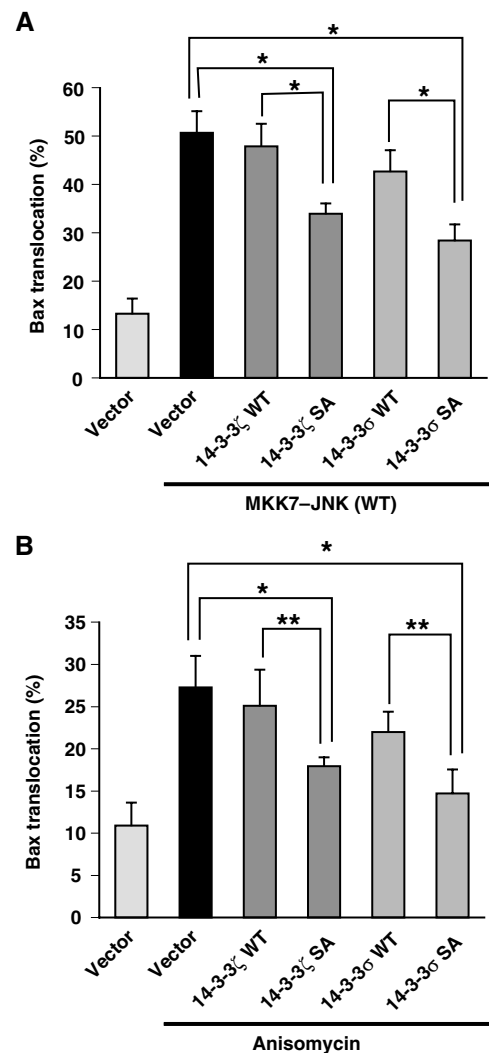 A
*
*
*
*
60
50
40
30
20
10
0
Bax translocation (%)
Vector
Vector
14-3-3ζ WT
14-3-3ζ SA
14-3-3σ WT
14-3-3σ SA
MKK7–JNK (WT)
B
*
*
**
**
35
30
25
20
15
10
5
0
Bax translocation (%)
Vector
Vector
14-3-3ζ WT
14-3-3ζ SA
14-3-3σ WT
14-3-3σ SA
Anisomycin